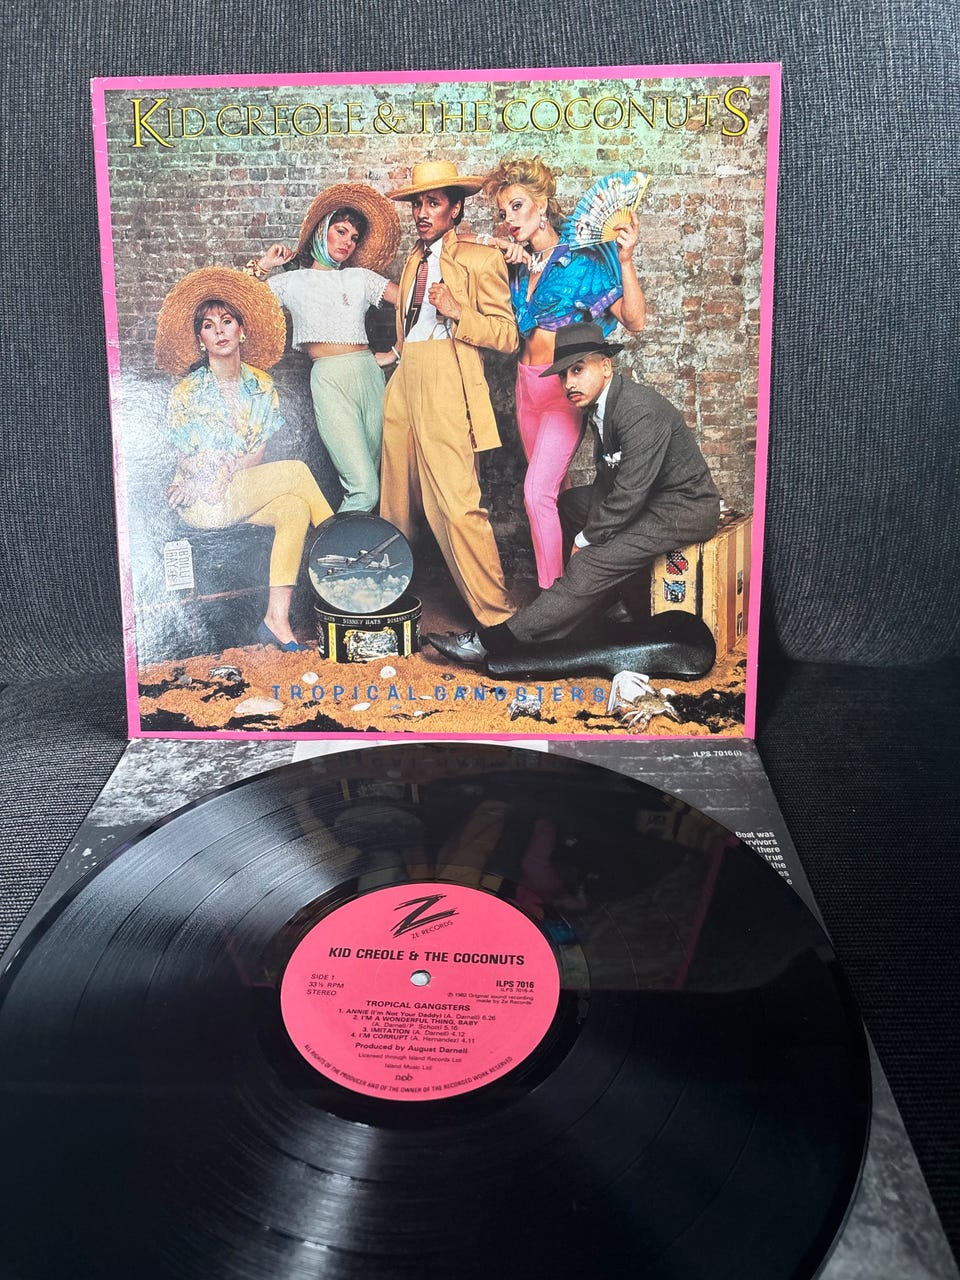 KID CREOLE & THE COCONUTS
DISNEY HATS
TROPICAL GANGSTERS
ILPS 7016(i)
Boat was
there
true
the
Z
ZE RECORDS
KID CREOLE & THE COCONUTS
SIDE 1
33⅓ RPM
STEREO
ILPS 7016
ILPS 7016-A
℗ 1982 Original sound recording
made by Ze Records
TROPICAL GANGSTERS
1. ANNIE (I'm Not Your Daddy) (A. Darnell) 6.26
2. I'M A WONDERFUL THING, BABY
(A. Darnell/P. Schott) 5.16
3. IMITATION (A. Darnell) 4.12
4. I'M CORRUPT (A. Hernandez) 4.11
Produced by August Darnell
Licensed through Island Records Ltd
Island Music Ltd
ncb
ALL RIGHTS OF THE PRODUCER AND OF THE OWNER OF THE RECORDED WORK RESERVED